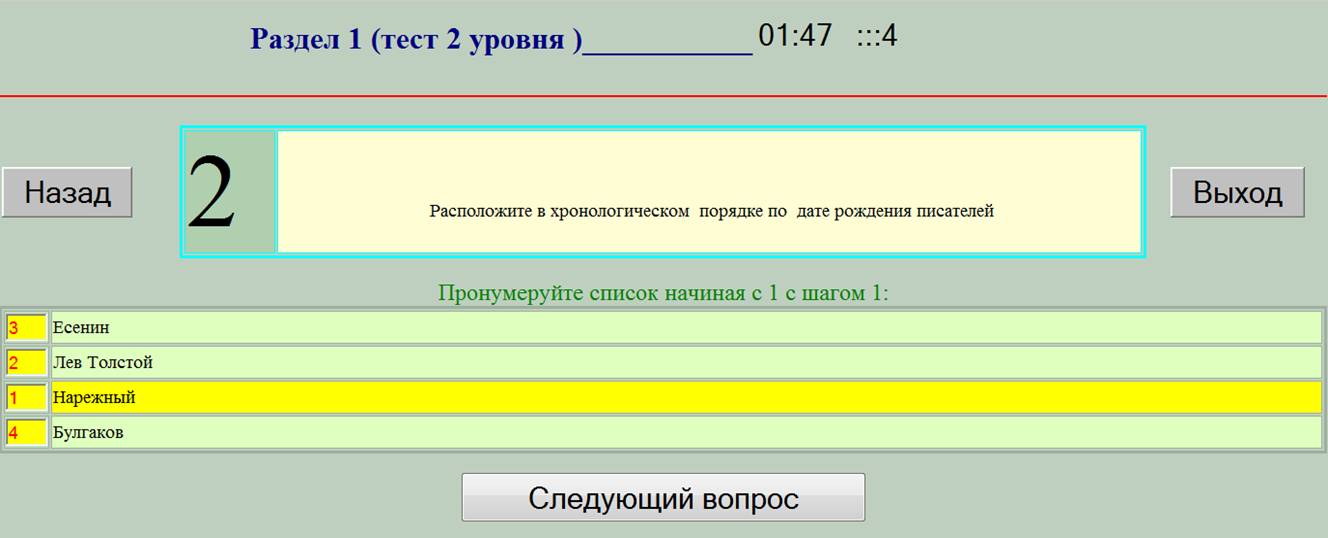 Раздел 1 (тест 2 уровня )___________ 01:47 :::4
Назад
2
Расположите в хронологическом порядке по дате рождения писателей
Выход
Пронумеруйте список начиная с 1 с шагом 1:
3 Есенин
2 Лев Толстой
1 Нарежный
4 Булгаков
Следующий вопрос